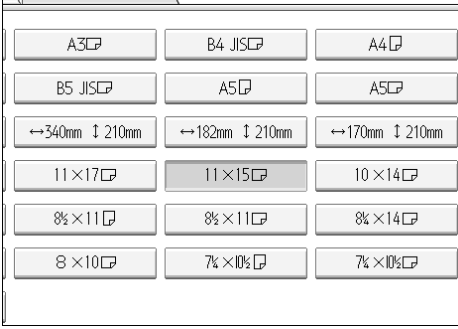 A3 B4 JIS A4
B5 JIS A5 A5
↔340mm ↕210mm ↔182mm ↕210mm ↔170mm ↕210mm
11×17 11×15 10×14
8½×11 8½×11 8¼×14
8×10 7¼×10½ 7¼×10½